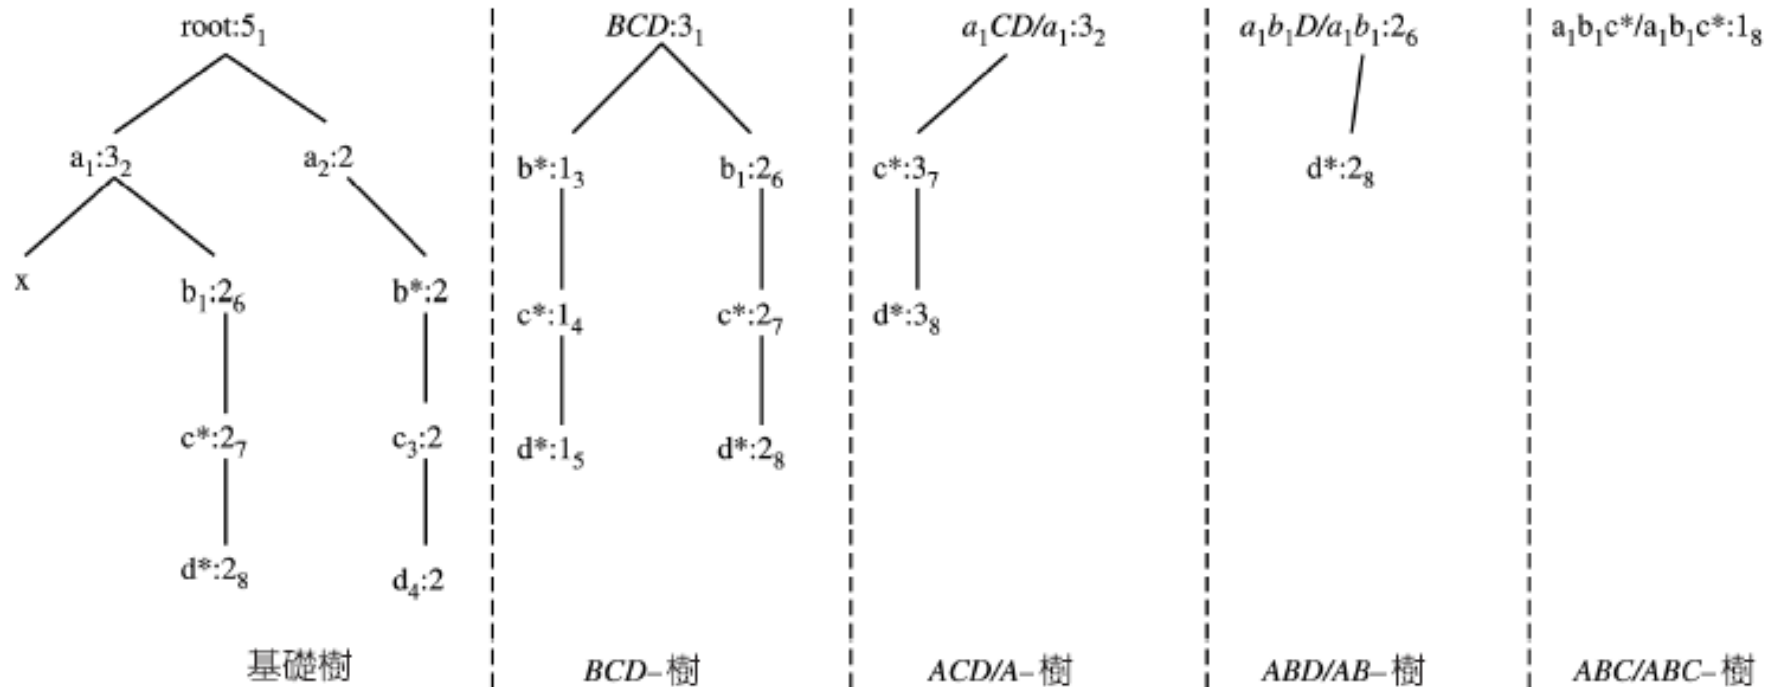 root:5₁ BCD:3₁ a₁CD/a₁:3₂ a₁b₁D/a₁b₁:2₆ a₁b₁c*/a₁b₁c*:1₈
a₁:3₂ a₂:2 b*:1₃ b₁:2₆ c*:3₇ d*:2₈
x b₁:2₆ b*:2 c*:1₄ c*:2₇ d*:3₈
c*:2₇ c₃:2 d*:1₅ d*:2₈
d*:2₈ d₄:2
基礎樹 BCD–樹 ACD/A–樹 ABD/AB–樹 ABC/ABC–樹